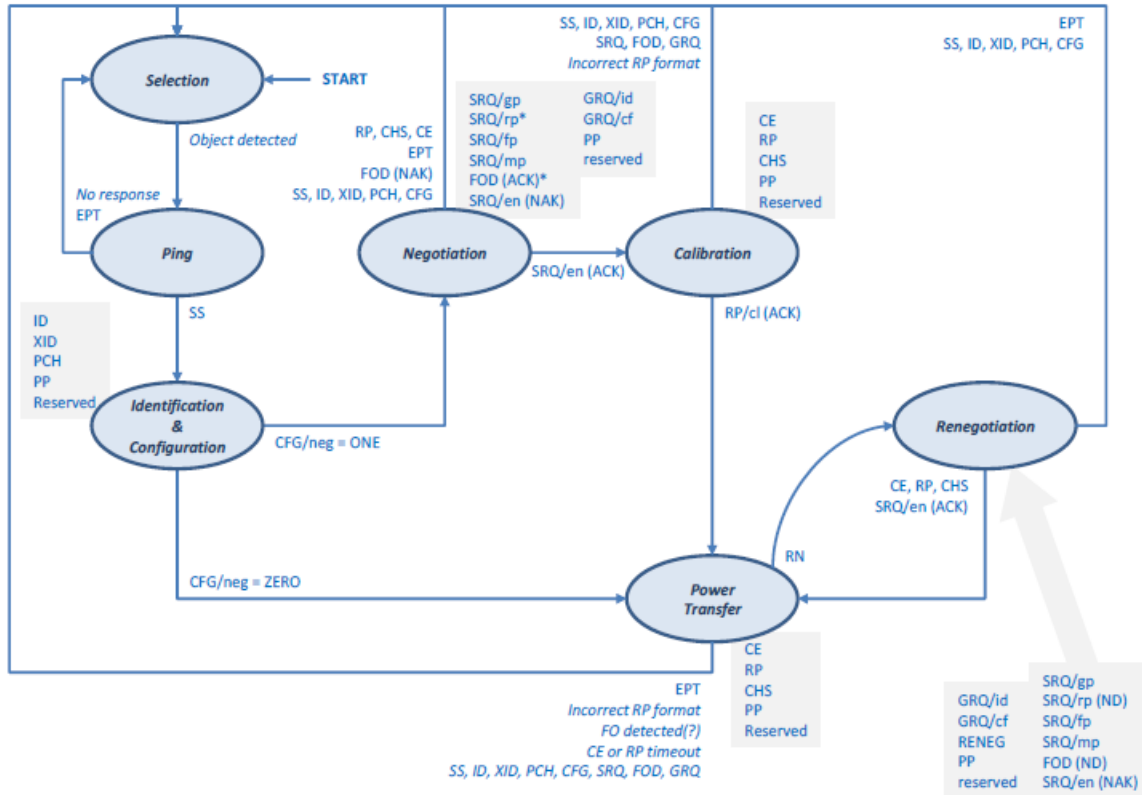 SS, ID, XID, PCH, CFG
SRQ, FOD, GRQ
Incorrect RP format
EPT
SS, ID, XID, PCH, CFG
Selection
START
Object detected
No response
EPT
Ping
SS
RP, CHS, CE
EPT
FOD (NAK)
SS, ID, XID, PCH, CFG
SRQ/gp
SRQ/rp*
SRQ/fp
SRQ/mp
FOD (ACK)*
SRQ/en (NAK)
GRQ/id
GRQ/cf
PP
reserved
CE
RP
CHS
PP
Reserved
Negotiation
SRQ/en (ACK)
Calibration
RP/cl (ACK)
ID
XID
PCH
PP
Reserved
Identification
&
Configuration
CFG/neg = ONE
Renegotiation
CE, RP, CHS
SRQ/en (ACK)
RN
CFG/neg = ZERO
Power
Transfer
CE
RP
CHS
PP
Reserved
EPT
Incorrect RP format
FO detected(?)
CE or RP timeout
SS, ID, XID, PCH, CFG, SRQ, FOD, GRQ
GRQ/id
GRQ/cf
RENEG
PP
reserved
SRQ/gp
SRQ/rp (ND)
SRQ/fp
SRQ/mp
FOD (ND)
SRQ/en (NAK)